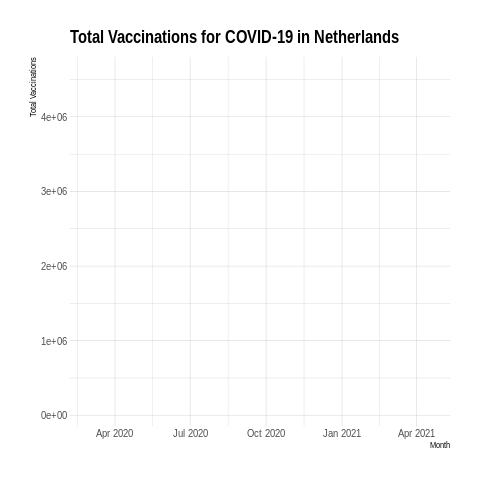 Total Vaccinations for COVID-19 in Netherlands
Total Vaccinations
4e+06
3e+06
2e+06
1e+06
0e+00
Apr 2020 Jul 2020 Oct 2020 Jan 2021 Apr 2021
Month